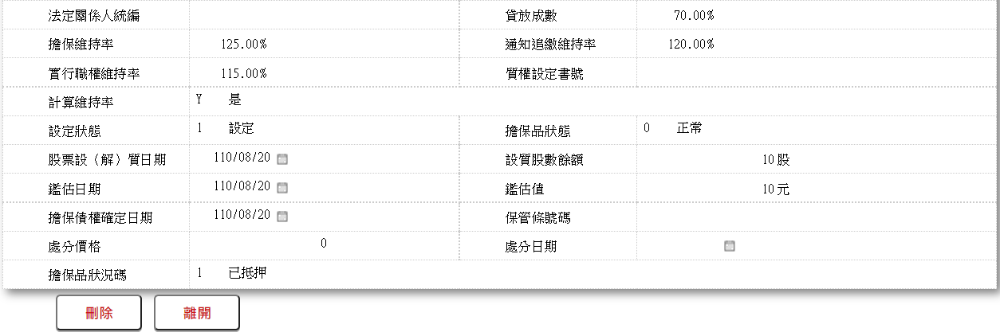 法定關係人統編 貸放成數 70.00%
擔保維持率 125.00% 通知追繳維持率 120.00%
實行職權維持率 115.00% 質權設定書號
計算維持率 Y 是
設定狀態 1 設定 擔保品狀態 0 正常
股票設（解）質日期 110/08/20 設質股數餘額 10 股
鑑估日期 110/08/20 鑑估值 10 元
擔保債權確定日期 110/08/20 保管條號碼
處分價格 0 處分日期
擔保品狀況碼 1 已抵押
刪除 離開